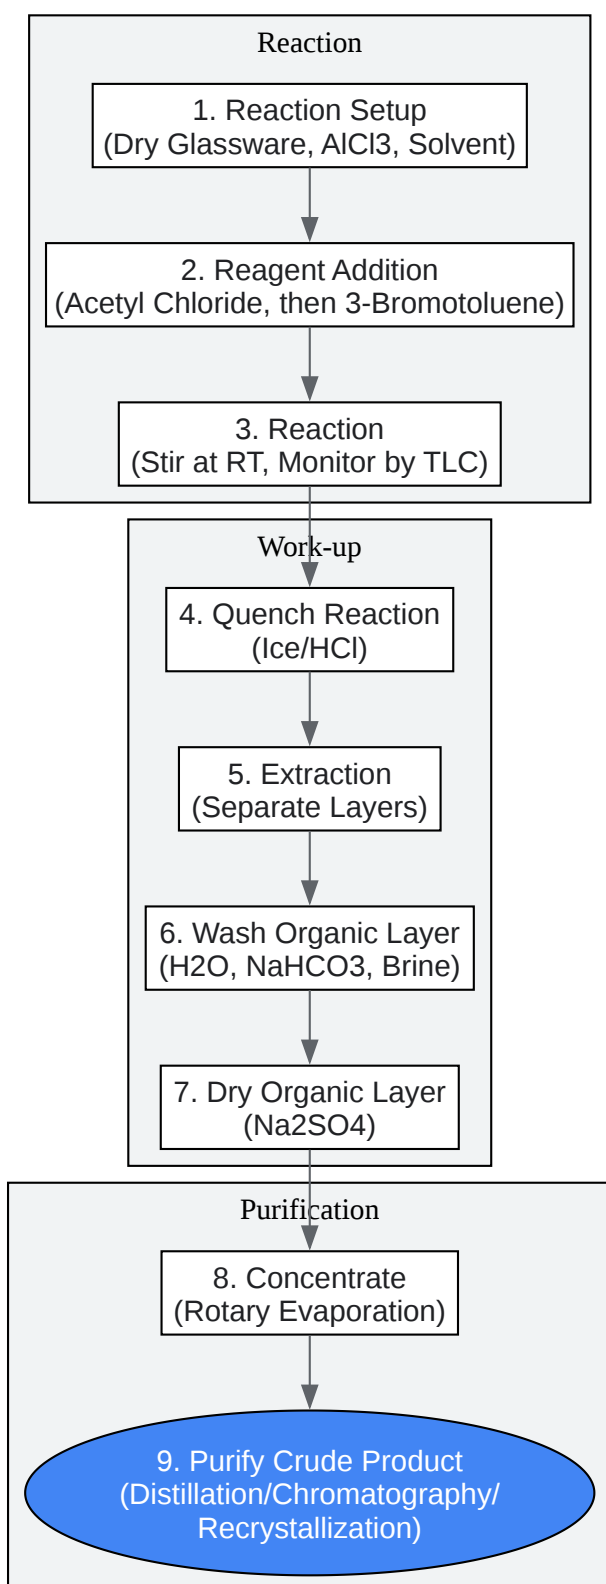 Reaction
1. Reaction Setup
(Dry Glassware, AlCl3, Solvent)
2. Reagent Addition
(Acetyl Chloride, then 3-Bromotoluene)
3. Reaction
(Stir at RT, Monitor by TLC)
Work-up
4. Quench Reaction
(Ice/HCl)
5. Extraction
(Separate Layers)
6. Wash Organic Layer
(H2O, NaHCO3, Brine)
7. Dry Organic Layer
(Na2SO4)
Purification
8. Concentrate
(Rotary Evaporation)
9. Purify Crude Product
(Distillation/Chromatography/
Recrystallization)